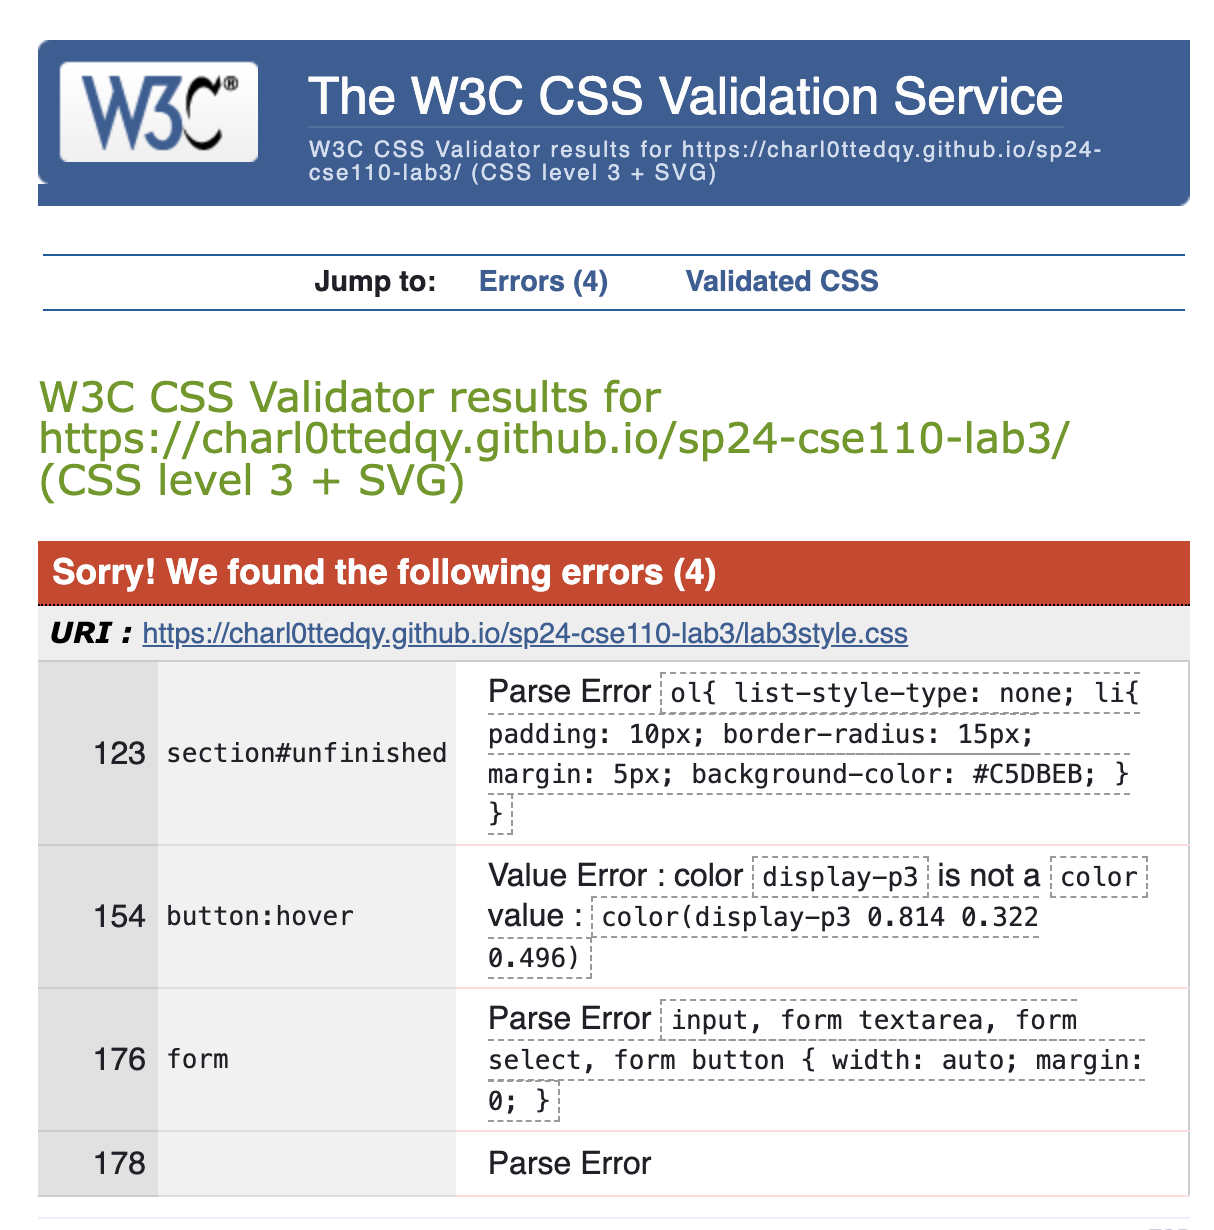 W3C®
The W3C CSS Validation Service
W3C CSS Validator results for https://charl0ttedqy.github.io/sp24-
cse110-lab3/ (CSS level 3 + SVG)
Jump to: Errors (4) Validated CSS
W3C CSS Validator results for
https://charl0ttedqy.github.io/sp24-cse110-lab3/
(CSS level 3 + SVG)
Sorry! We found the following errors (4)
URI : https://charl0ttedqy.github.io/sp24-cse110-lab3/lab3style.css
123 section#unfinished Parse Error ol{ list-style-type: none; li{
padding: 10px; border-radius: 15px;
margin: 5px; background-color: #C5DBEB; }
}
154 button:hover Value Error : color display-p3 is not a color
value : color(display-p3 0.814 0.322
0.496)
176 form Parse Error input, form textarea, form
select, form button { width: auto; margin:
0; }
178 Parse Error